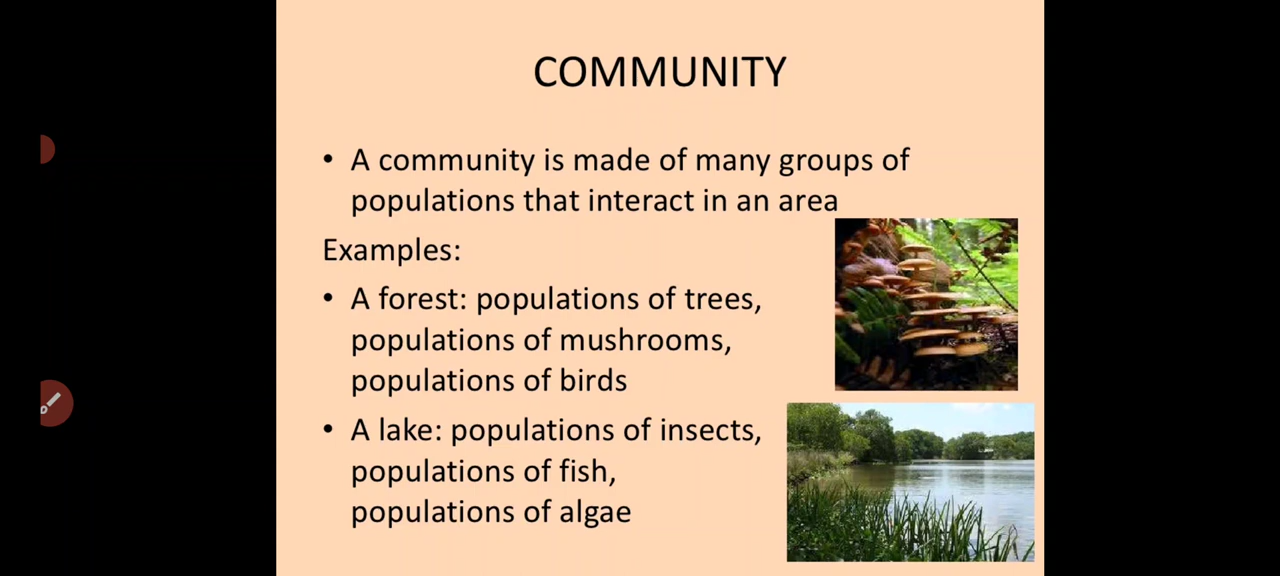 COMMUNITY
• A community is made of many groups of
populations that interact in an area
Examples:
• A forest: populations of trees,
populations of mushrooms,
populations of birds
• A lake: populations of insects,
populations of fish,
populations of algae